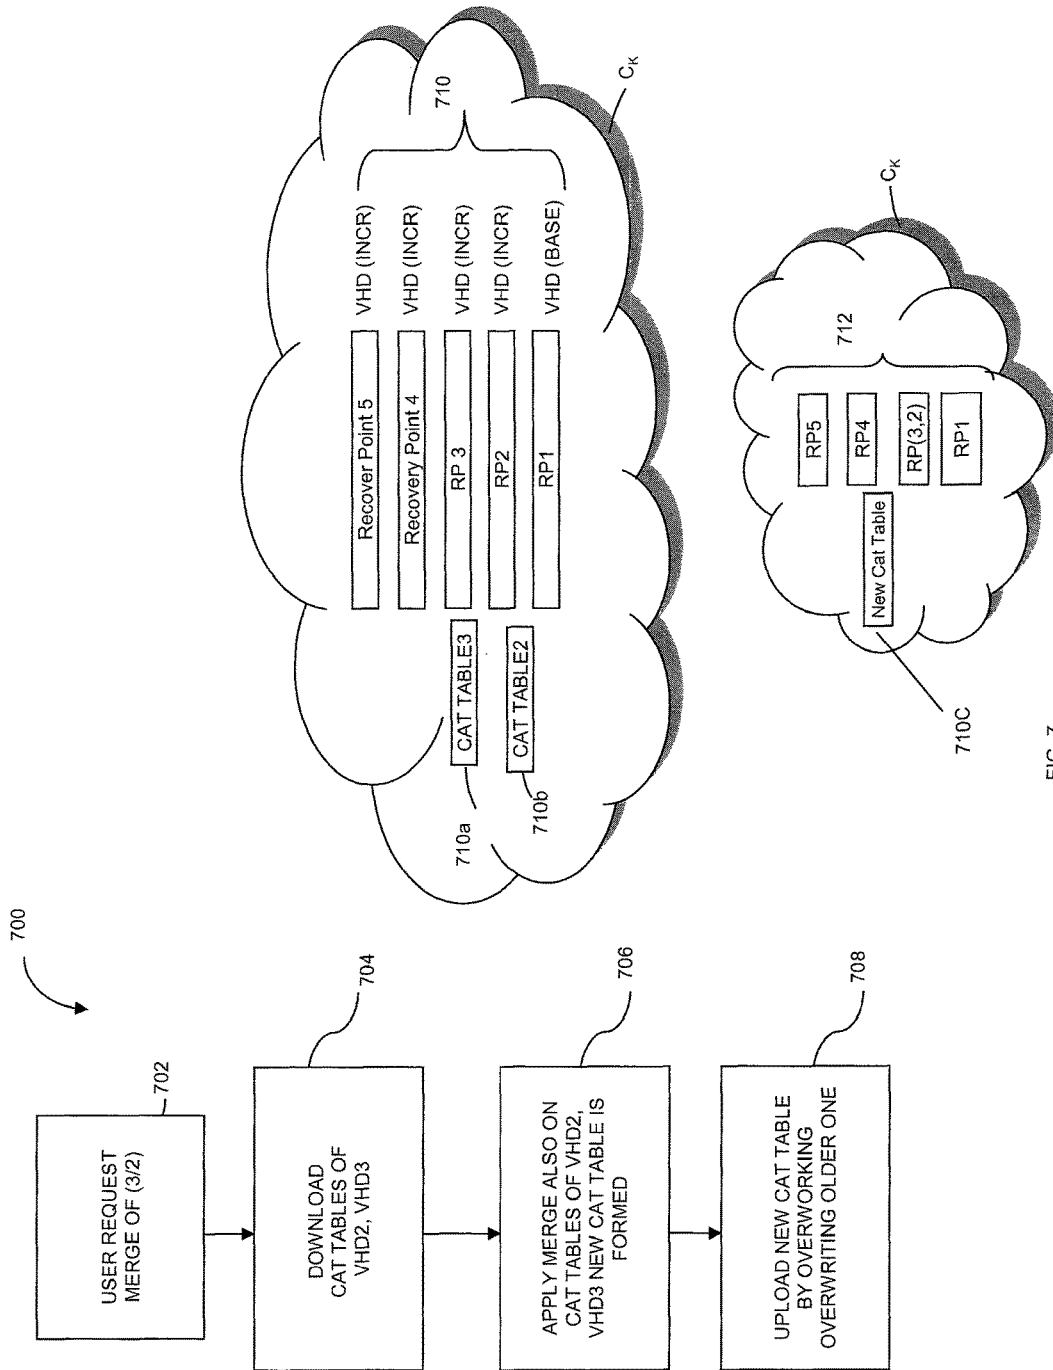 700
USER REQUEST
MERGE OF (3/2)
702
DOWNLOAD
CAT TABLES OF
VHD2, VHD3
704
APPLY MERGE ALSO ON
CAT TABLES OF VHD2,
VHD3 NEW CAT TABLE IS
FORMED
706
UPLOAD NEW CAT TABLE
BY OVERWORKING
OVERWRITING OLDER ONE
708
Recover Point 5
VHD (INCR)
Recovery Point 4
VHD (INCR)
CAT TABLE3
RP 3
VHD (INCR)
CAT TABLE2
RP2
VHD (INCR)
RP1
VHD (BASE)
710
710a
710b
CK
RP5
RP4
New Cat Table
RP(3,2)
RP1
712
710C
CK
FIG. 7